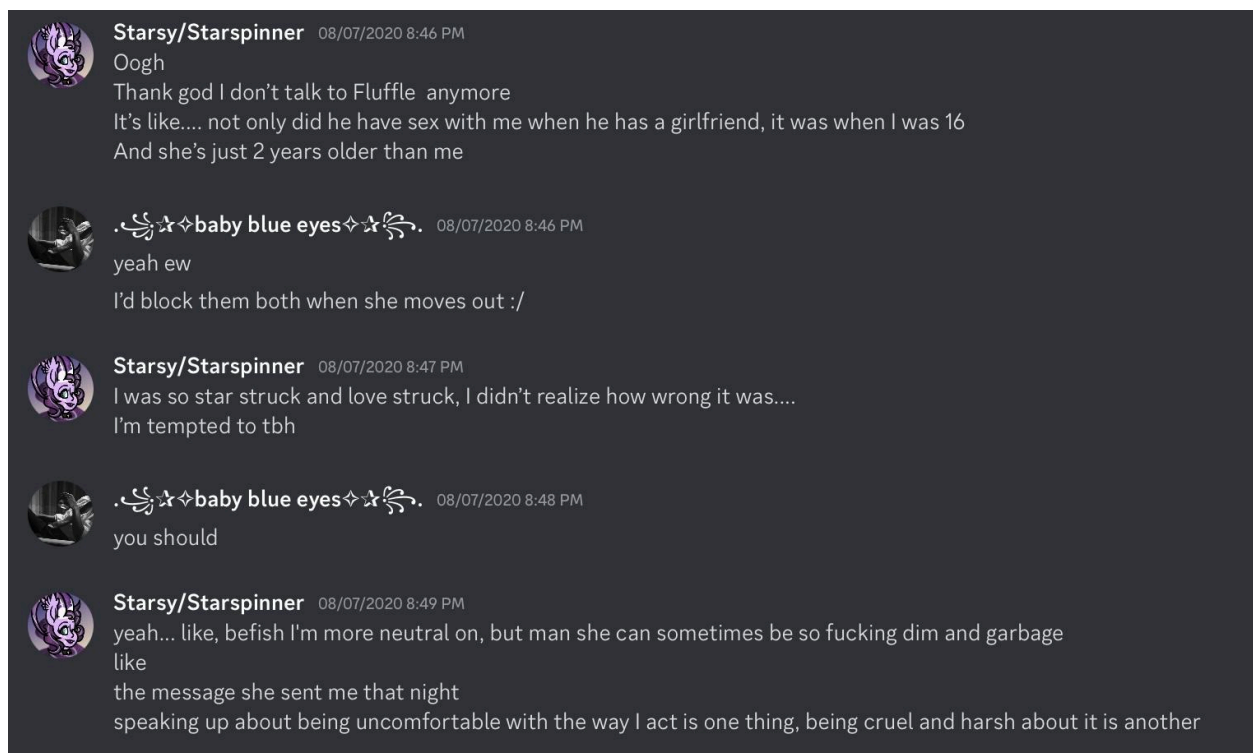 Starsy/Starspinner 08/07/2020 8:46 PM
Oogh
Thank god I don’t talk to Fluffle anymore
It’s like.... not only did he have sex with me when he has a girlfriend, it was when I was 16
And she’s just 2 years older than me
.꧁✰✧baby blue eyes✧✰꧂. 08/07/2020 8:46 PM
yeah ew
I’d block them both when she moves out :/
Starsy/Starspinner 08/07/2020 8:47 PM
I was so star struck and love struck, I didn’t realize how wrong it was....
I’m tempted to tbh
.꧁✰✧baby blue eyes✧✰꧂. 08/07/2020 8:48 PM
you should
Starsy/Starspinner 08/07/2020 8:49 PM
yeah... like, befish I'm more neutral on, but man she can sometimes be so fucking dim and garbage
like
the message she sent me that night
speaking up about being uncomfortable with the way I act is one thing, being cruel and harsh about it is another